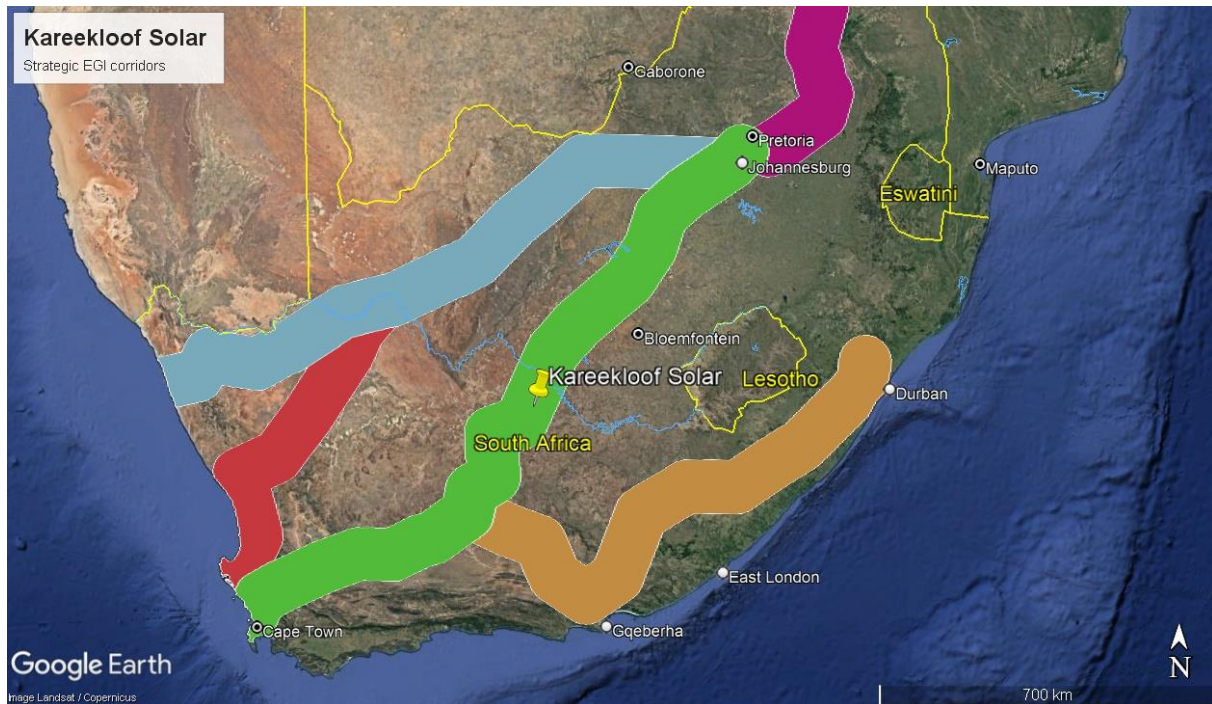 Kareekloof Solar
Strategic EGI corridors
Gaborone
Pretoria
Johannesburg
Maputo
Eswatini
Bloemfontein
Kareekloof Solar
Lesotho
Durban
South Africa
East London
Gqeberha
Cape Town
Google Earth
N
Image Landsat / Copernicus
700 km